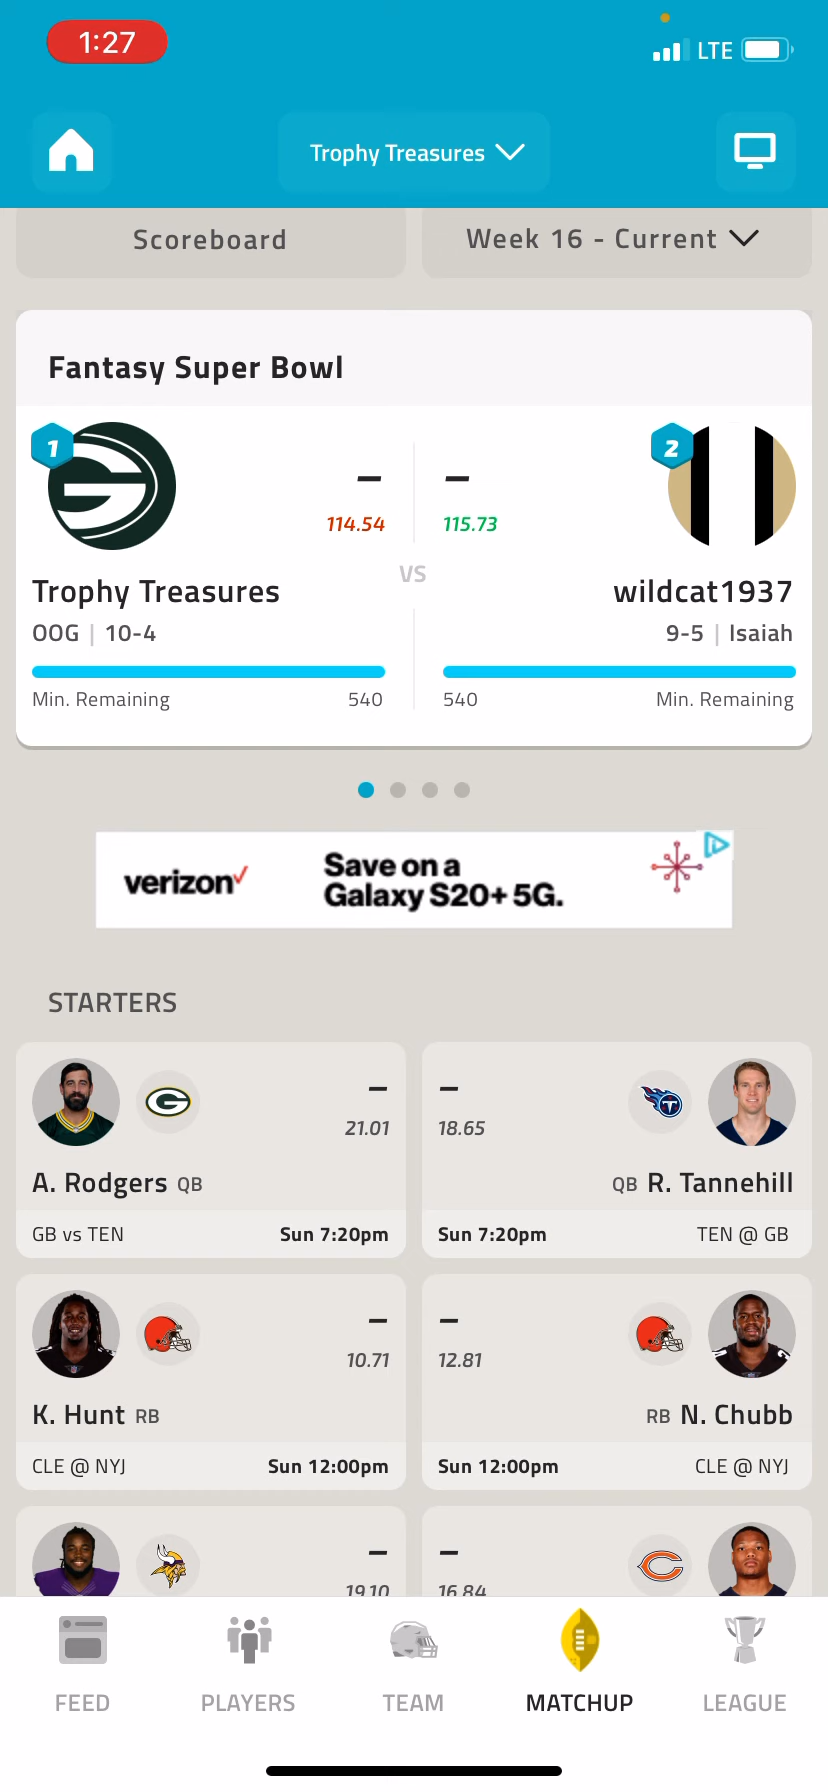 1:27
LTE
Trophy Treasures
Scoreboard
Week 16 - Current
Fantasy Super Bowl
1
2
–
–
114.54
115.73
VS
Trophy Treasures
wildcat1937
OOG | 10-4
9-5 | Isaiah
Min. Remaining
540
540
Min. Remaining
verizon
Save on a
Galaxy S20+ 5G.
STARTERS
–
–
21.01
18.65
A. Rodgers QB
QB R. Tannehill
GB vs TEN
Sun 7:20pm
Sun 7:20pm
TEN @ GB
–
–
10.71
12.81
K. Hunt RB
RB N. Chubb
CLE @ NYJ
Sun 12:00pm
Sun 12:00pm
CLE @ NYJ
–
–
19.10
16.84
FEED
PLAYERS
TEAM
MATCHUP
LEAGUE